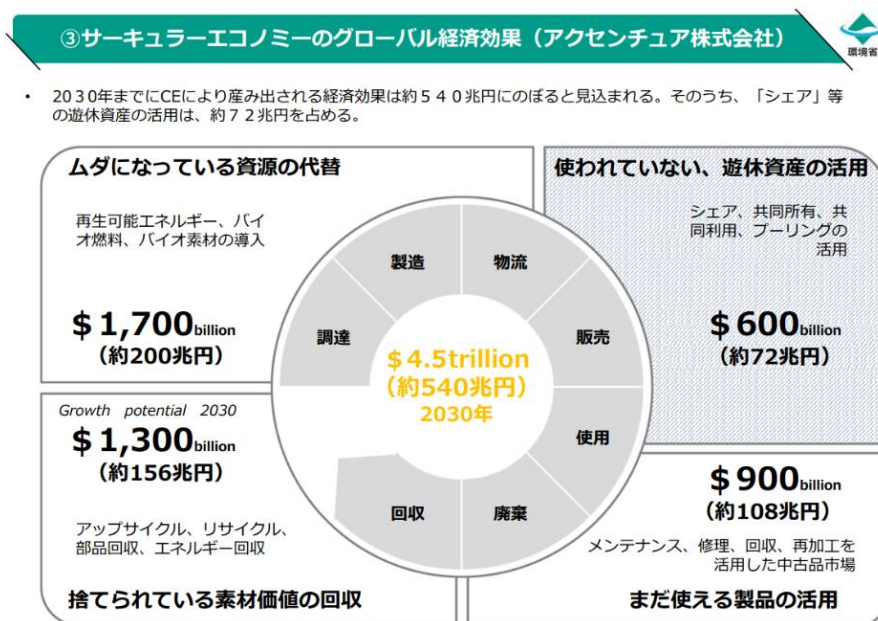 ③サーキュラーエコノミーのグローバル経済効果（アクセンチュア株式会社）
環境省
・ 2030年までにCEにより産み出される経済効果は約５４０兆円にのぼると見込まれる。そのうち、「シェア」等
の遊休資産の活用は、約７２兆円を占める。
ムダになっている資源の代替
再生可能エネルギー、バイ
オ燃料、バイオ素材の導入
$1,700billion
（約200兆円）
使われていない、遊休資産の活用
シェア、共同所有、共
同利用、プーリングの
活用
$600billion
（約72兆円）
調達
製造
物流
販売
使用
廃棄
回収
$4.5trillion
（約540兆円）
2030年
Growth potential 2030
$1,300billion
（約156兆円）
アップサイクル、リサイクル、
部品回収、エネルギー回収
捨てられている素材価値の回収
$900billion
（約108兆円）
メンテナンス、修理、回収、再加工を
活用した中古品市場
まだ使える製品の活用